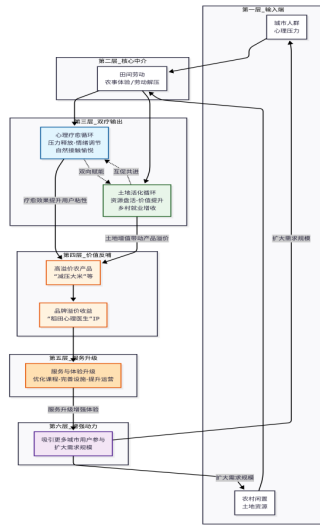 第一层_输入端
城市人群
心理压力
第二层_核心中介
田间劳动
农事体验/劳动解压
第三层_双疗输出
心理疗愈循环
压力释放-情绪调节
自然接触愉悦
双向赋能
互促共进
土地活化循环
资源盘活-价值提升
乡村就业增收
疗愈效果提升用户粘性
土地增值带动产品溢价
扩大需求规模
第四层_价值反哺
高溢价农产品
“减压大米”等
品牌溢价收益
“稻田心理医生”IP
第五层_服务升级
服务与体验升级
优化课程-完善设施-提升运营
服务升级增强体验
第六层_增强动力
吸引更多城市用户参与
扩大需求规模
扩大需求规模
农村闲置
土地资源